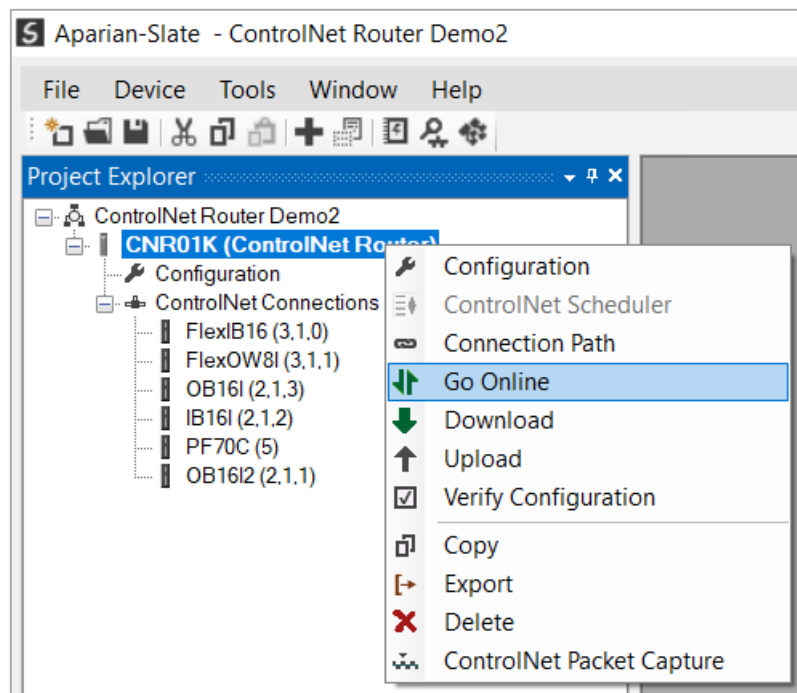 S Aparian-Slate - ControlNet Router Demo2
File Device Tools Window Help
Project Explorer
ControlNet Router Demo2
CNR01K (ControlNet Router)
Configuration
ControlNet Connections
FlexIB16 (3,1,0)
FlexOW8I (3,1,1)
OB16I (2,1,3)
IB16I (2,1,2)
PF70C (5)
OB16I2 (2,1,1)
Configuration
ControlNet Scheduler
Connection Path
Go Online
Download
Upload
Verify Configuration
Copy
Export
Delete
ControlNet Packet Capture